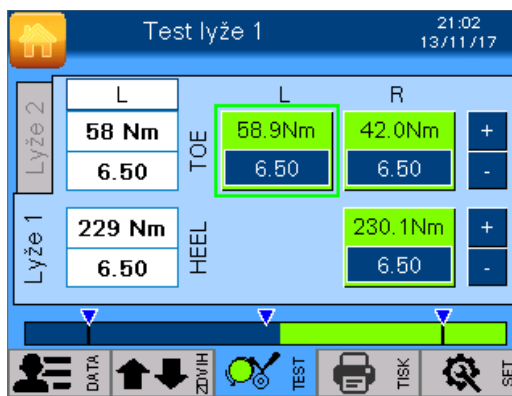 Test lyže 1
21:02
13/11/17
Lyže 2
Lyže 1
L
58 Nm
6.50
229 Nm
6.50
TOE
HEEL
L
58.9Nm
6.50
R
42.0Nm
6.50
+
-
230.1Nm
6.50
+
-
DATA
ZDVIH
TEST
TISK
SET